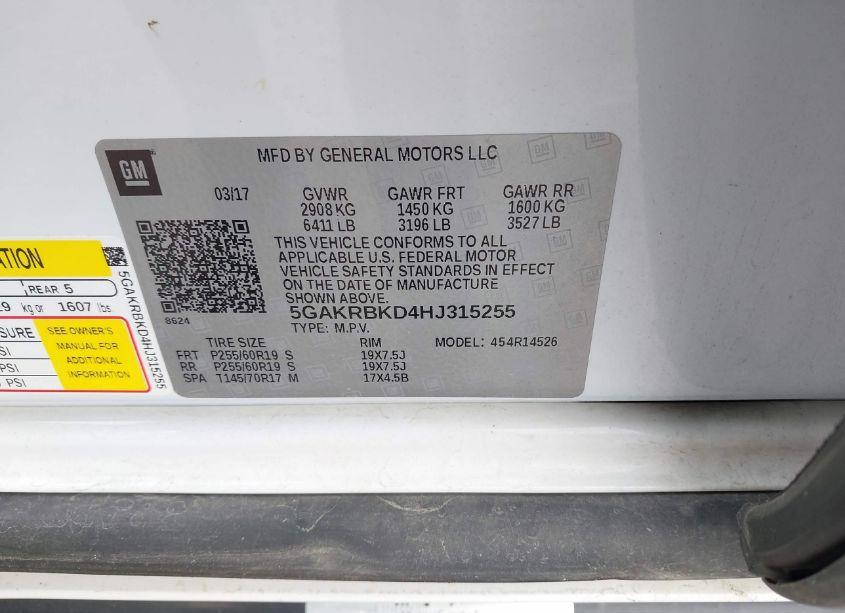 GM
MFD BY GENERAL MOTORS LLC
03/17 GVWR GAWR FRT GAWR RR
2908 KG 1450 KG 1600 KG
6411 LB 3196 LB 3527 LB
THIS VEHICLE CONFORMS TO ALL
APPLICABLE U.S. FEDERAL MOTOR
VEHICLE SAFETY STANDARDS IN EFFECT
ON THE DATE OF MANUFACTURE
SHOWN ABOVE.
8624
5GAKRBKD4HJ315255
TYPE: M.P.V. MODEL: 454R14526
TIRE SIZE RIM
FRT P255/60R19 S 19X7.5J
RR P255/60R19 S 19X7.5J
SPA T145/70R17 M 17X4.5B
REAR 5
kg or 1607 lbs
SEE OWNER'S
MANUAL FOR
ADDITIONAL
INFORMATION
PSI
PSI
5GAKRBKD4HJ315255